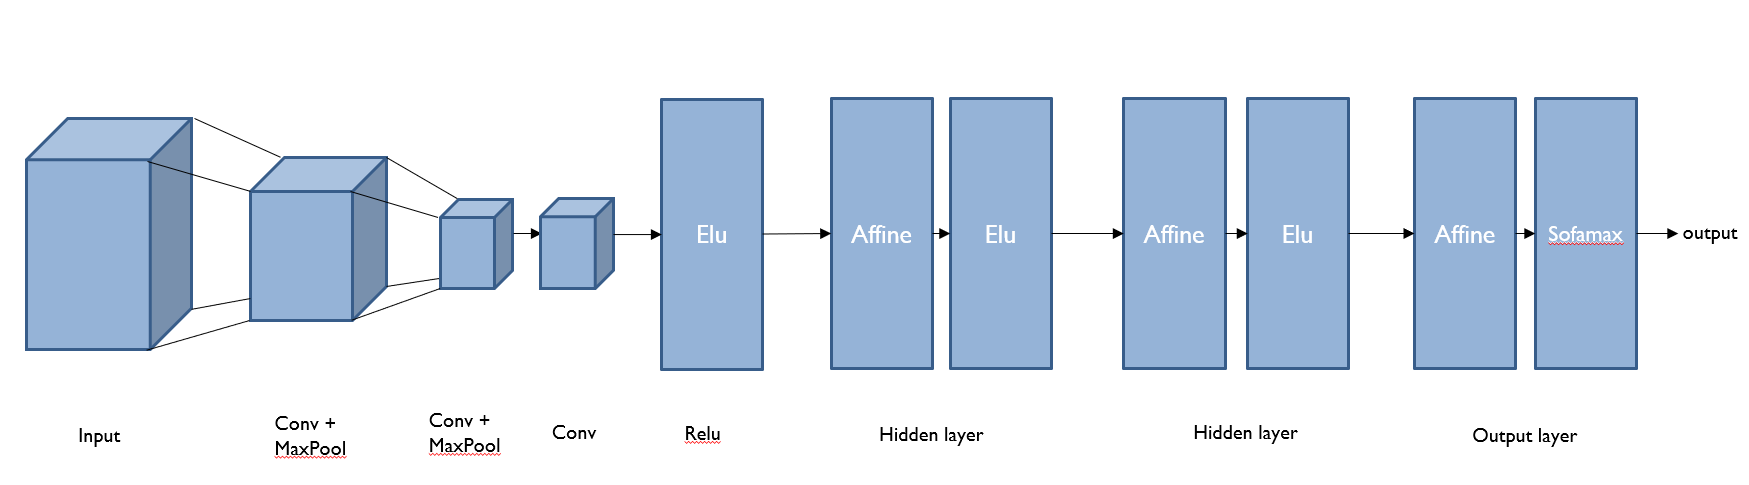 Elu
Affine
Elu
Affine
Elu
Affine
Sofamax
output
Input
Conv +
MaxPool
Conv +
MaxPool
Conv
Relu
Hidden layer
Hidden layer
Output layer